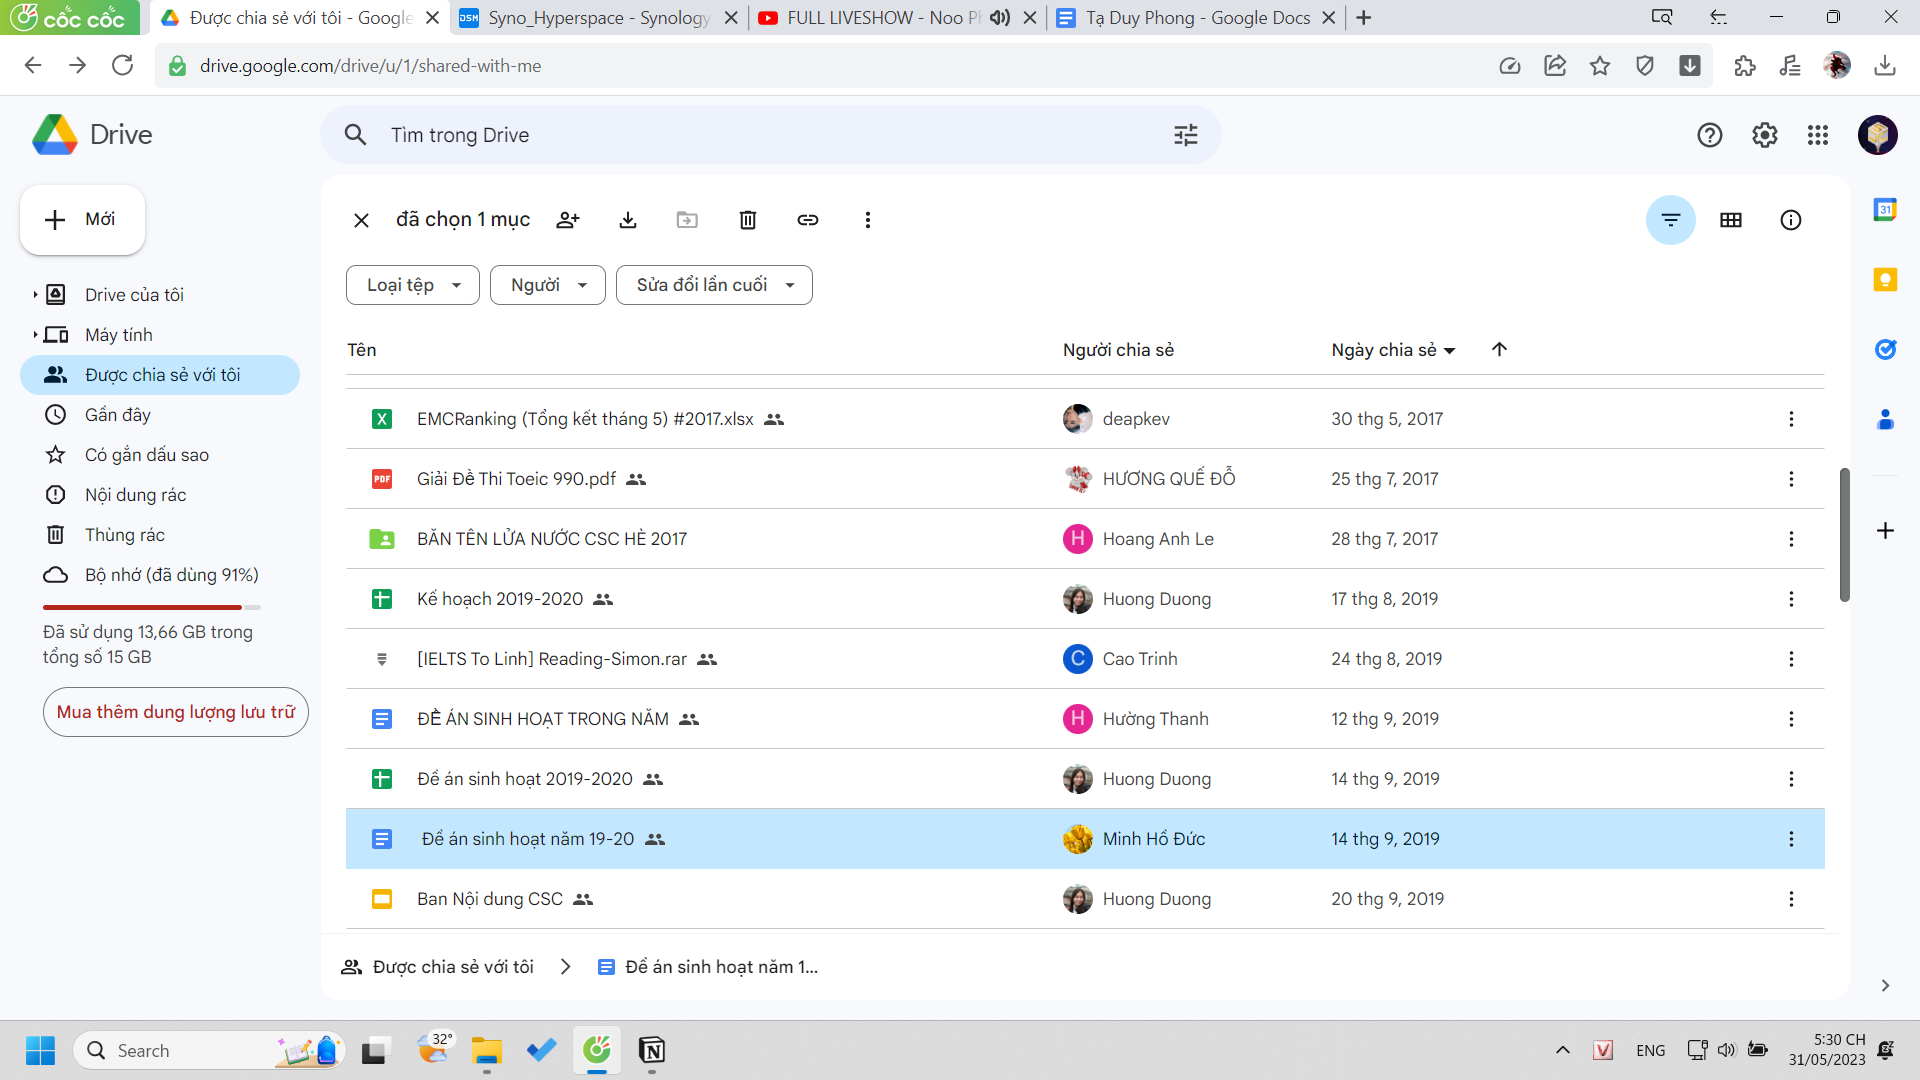 cốc cốc
Được chia sẻ với tôi - Google
Syno_Hyperspace - Synology
FULL LIVESHOW - Noo Ph
Tạ Duy Phong - Google Docs
drive.google.com/drive/u/1/shared-with-me
Drive
Tìm trong Drive
Mới
đã chọn 1 mục
Loại tệp
Người
Sửa đổi lần cuối
Drive của tôi
Máy tính
Được chia sẻ với tôi
Gần đây
Có gắn dấu sao
Nội dung rác
Thùng rác
Bộ nhớ (đã dùng 91%)
Đã sử dụng 13,66 GB trong
tổng số 15 GB
Mua thêm dung lượng lưu trữ
Tên Người chia sẻ Ngày chia sẻ
EMCRanking (Tổng kết tháng 5) #2017.xlsx deapkev 30 thg 5, 2017
Giải Đề Thi Toeic 990.pdf HƯƠNG QUẾ ĐỖ 25 thg 7, 2017
BẮN TÊN LỬA NƯỚC CSC HÈ 2017 Hoang Anh Le 28 thg 7, 2017
Kế hoạch 2019-2020 Huong Duong 17 thg 8, 2019
[IELTS To Linh] Reading-Simon.rar Cao Trinh 24 thg 8, 2019
ĐỀ ÁN SINH HOẠT TRONG NĂM Hường Thanh 12 thg 9, 2019
Đề án sinh hoạt 2019-2020 Huong Duong 14 thg 9, 2019
Đề án sinh hoạt năm 19-20 Minh Hồ Đức 14 thg 9, 2019
Ban Nội dung CSC Huong Duong 20 thg 9, 2019
Được chia sẻ với tôi
Đề án sinh hoạt năm 1...
Search
32°
ENG
5:30 CH
31/05/2023